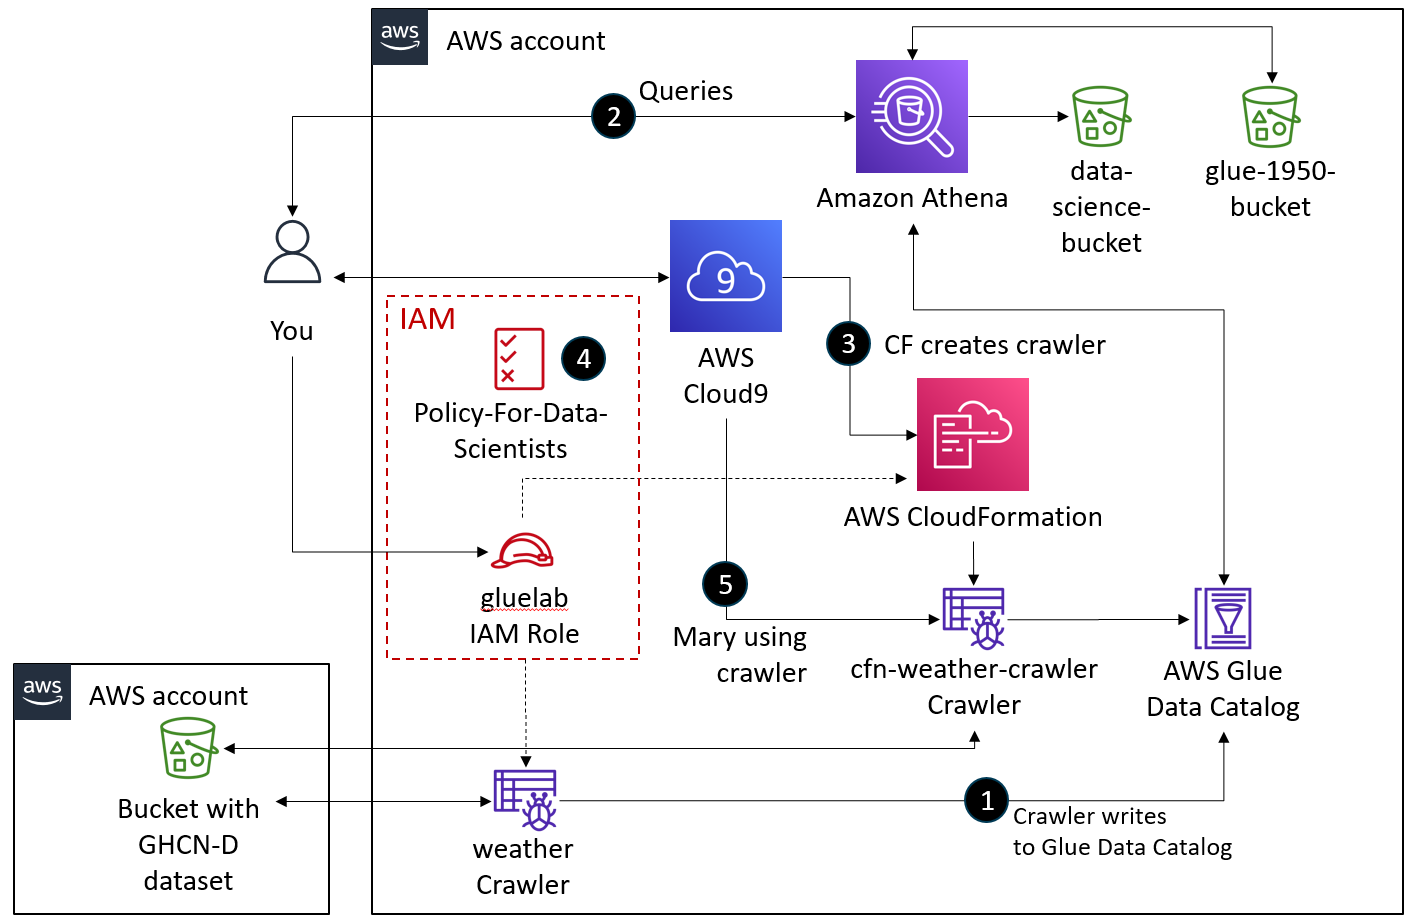 aws
AWS account
2
Queries
Amazon Athena
data-
science-
bucket
glue-1950-
bucket
9
AWS
Cloud9
You
IAM
4
Policy-For-Data-
Scientists
3
CF creates crawler
AWS CloudFormation
gluelab
IAM Role
5
Mary using
crawler
cfn-weather-crawler
Crawler
AWS Glue
Data Catalog
aws
AWS account
Bucket with
GHCN-D
dataset
weather
Crawler
1
Crawler writes
to Glue Data Catalog